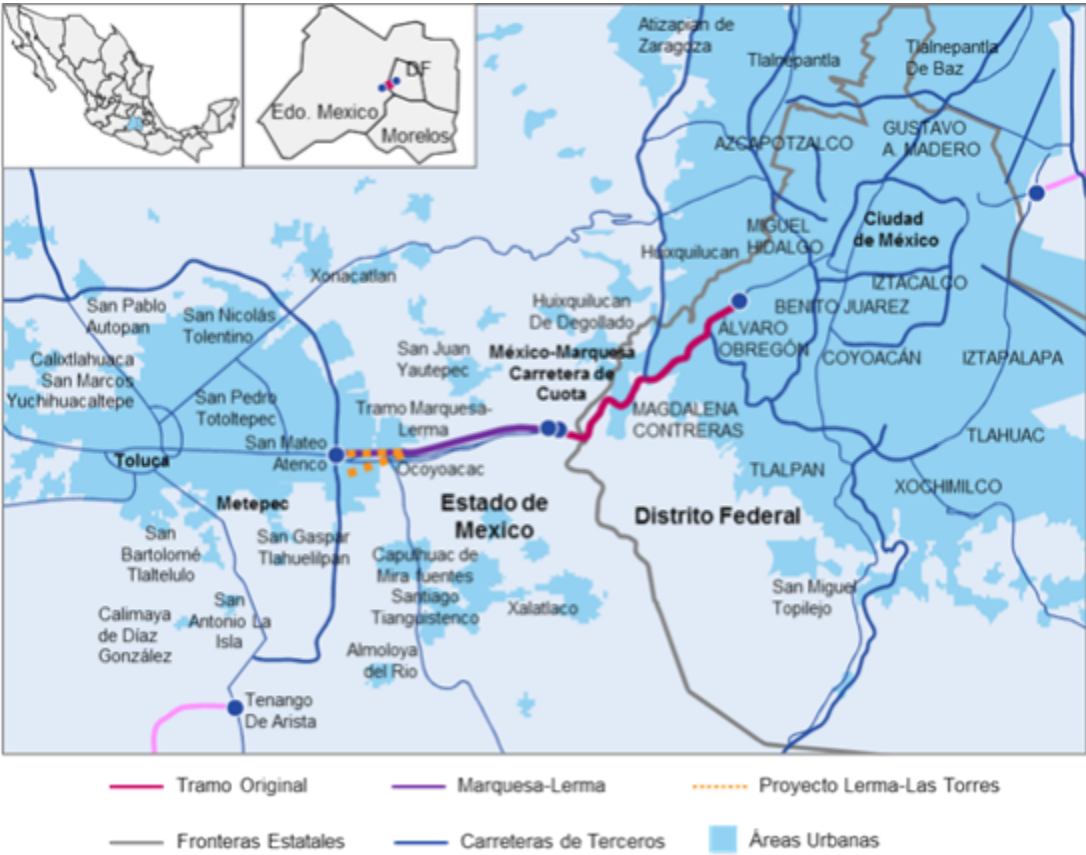 DF
Edo. Mexico
Morelos
Atizapan de
Zaragoza
Tlalnepantla
Tlalnepantla
De Baz
AZCAPOTZALCO
GUSTAVO
A. MADERO
MIGUEL
HIDALGO
Ciudad
de México
Huixquilucan
Xonacatlan
IZTACALCO
San Pablo
Autopan
San Nicolás
Tolentino
Huixquilucan
De Degollado
BENITO JUAREZ
ÁLVARO
OBREGÓN
San Juan
Yautepec
México-Marquesa
Carretera de
Cuota
COYOACÁN
IZTAPALAPA
Calixtlahuaca
San Marcos
Yuchihuacaltepe
San Pedro
Totoltepec
Tramo Marquesa-
Lerma
MAGDALENA
CONTRERAS
San Mateo
Atenco
TLAHUAC
Toluca
Ocoyoacac
TLALPAN
XOCHIMILCO
Metepec
Estado de
Mexico
Distrito Federal
San
Bartolomé
Tlaltelulo
San Gaspar
Tlahuelilpan
Capulhuac de
Mira fuentes
Santiago
Tianguistenco
Xalatlaco
San Miguel
Topilejo
Calimaya
de Díaz
González
San
Antonio La
Isla
Almoloya
del Rio
Tenango
De Arista
Tramo Original
Marquesa-Lerma
Proyecto Lerma-Las Torres
Fronteras Estatales
Carreteras de Terceros
Áreas Urbanas